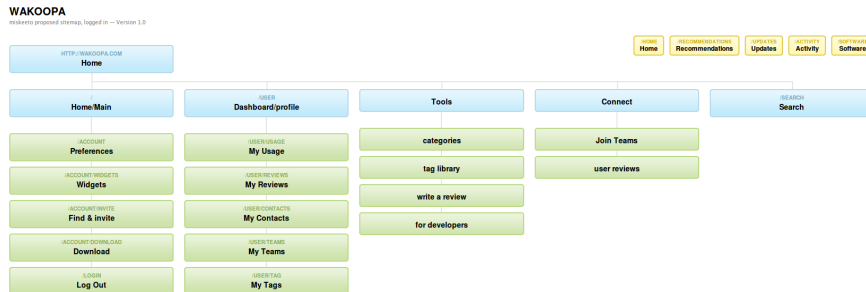 WAKOOPA
miskeeto proposed sitemap, logged in — Version 1.0
/HOME
Home
/RECOMMENDATIONS
Recommendations
/UPDATES
Updates
/ACTIVITY
Activity
/SOFTWARE
Software
HTTP://WAKOOPA.COM
Home
/
Home/Main
/USER
Dashboard/profile
Tools
Connect
/SEARCH
Search
/ACCOUNT
Preferences
/ACCOUNT/WIDGETS
Widgets
/ACCOUNT/INVITE
Find & invite
/ACCOUNT/DOWNLOAD
Download
/LOGIN
Log Out
/USER/USAGE
My Usage
/USER/REVIEWS
My Reviews
/USER/CONTACTS
My Contacts
/USER/TEAMS
My Teams
/USER/TAG
My Tags
categories
tag library
write a review
for developers
Join Teams
user reviews